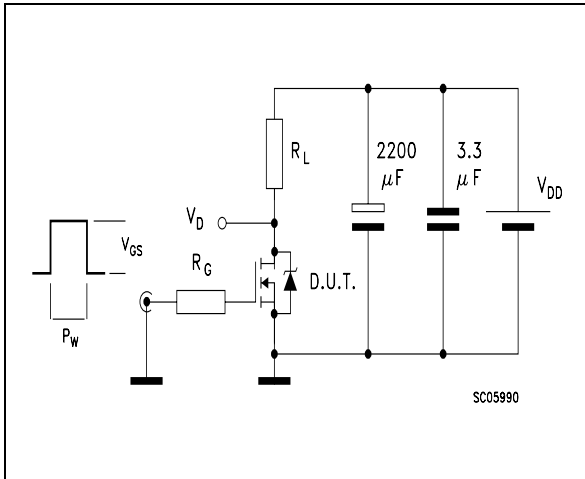 R_L
2200 μF
3.3 μF
V_DD
V_D
V_GS
R_G
D.U.T.
P_W
SC05990